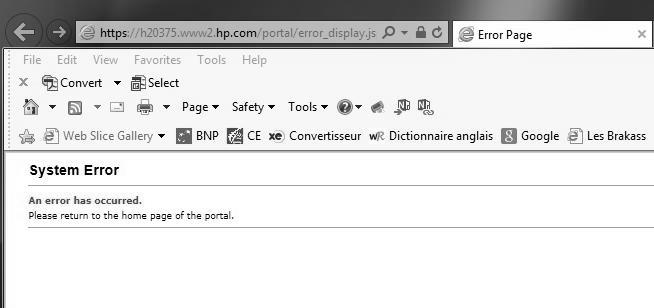 https://h20375.www2.hp.com/portal/error_display.js
Error Page
File Edit View Favorites Tools Help
Convert Select
Page Safety Tools
Web Slice Gallery BNP CE xe Convertisseur wR Dictionnaire anglais g Google Les Brakass
System Error
An error has occurred.
Please return to the home page of the portal.